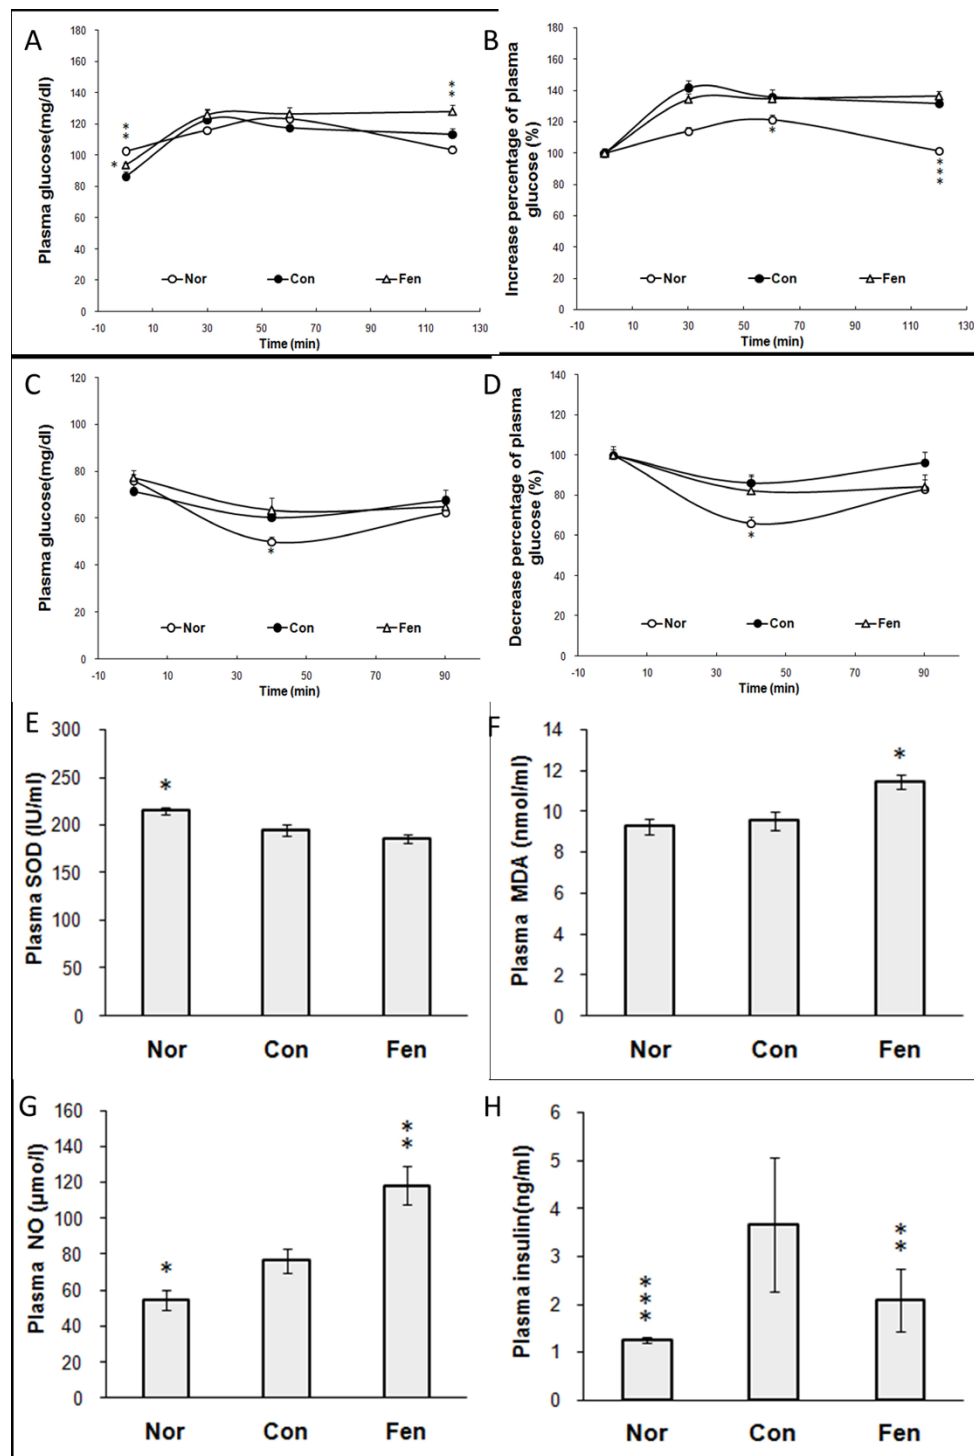 A
Plasma glucose(mg/dl)
180
160
140
120
100
80
60
40
20
0
**
*
**
Nor Con Fen
-10 10 30 50 70 90 110 130
Time (min)
B
Increase percentage of plasma
glucose (%)
180
160
140
120
100
80
60
40
20
0
*
***
Nor Con Fen
-10 10 30 50 70 90 110 130
Time (min)
C
Plasma glucose(mg/dl)
120
100
80
60
40
20
0
*
Nor Con Fen
-10 10 30 50 70 90
Time (min)
D
Decrease percentage of plasma
glucose (%)
140
120
100
80
60
40
20
0
*
Nor Con Fen
-10 10 30 50 70 90
Time (min)
E
Plasma SOD (IU/ml)
300
250
200
150
100
50
0
*
Nor Con Fen
F
Plasma MDA (nmol/ml)
14
12
10
8
6
4
2
0
*
Nor Con Fen
G
Plasma NO (µmo/l)
160
140
120
100
80
60
40
20
0
*
**
Nor Con Fen
H
Plasma insulin(ng/ml)
6
5
4
3
2
1
0
***
**
Nor Con Fen